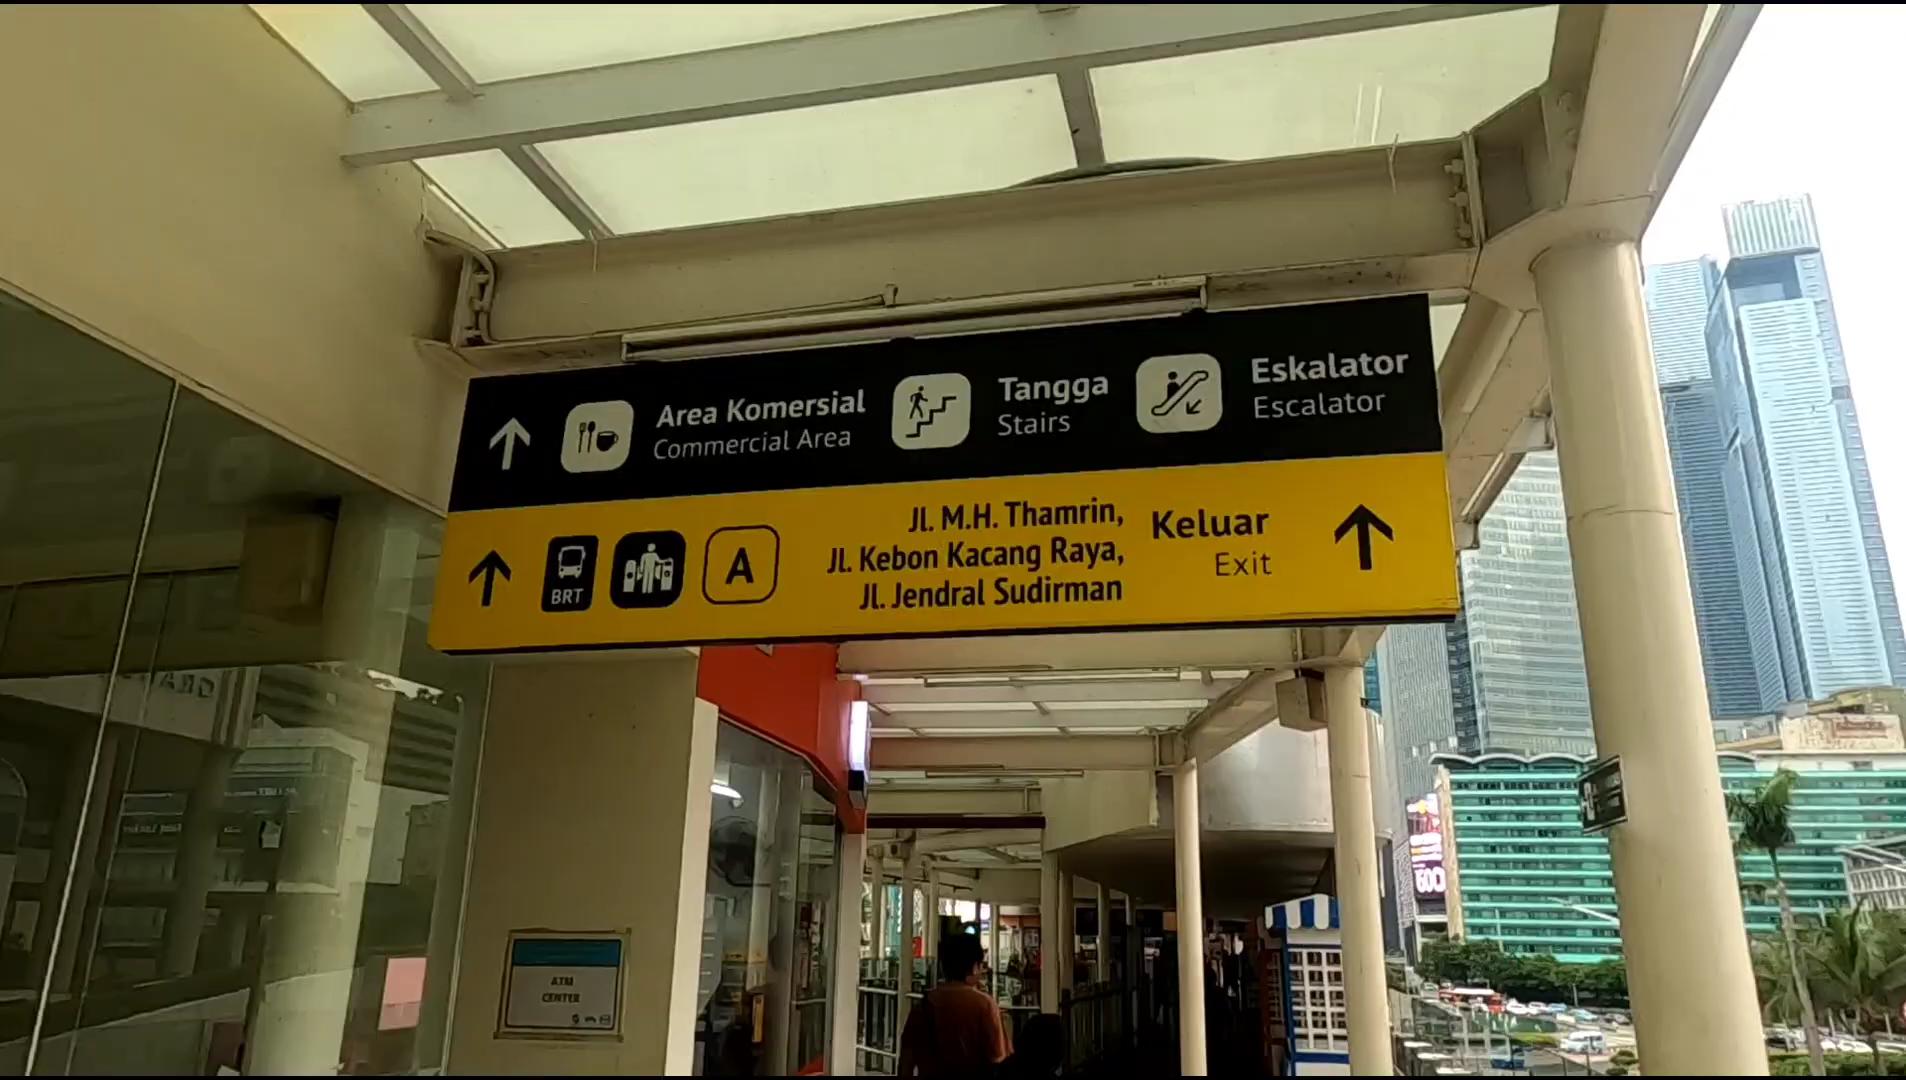 Area Komersial
Commercial Area
Tangga
Stairs
Eskalator
Escalator
BRT
A
Jl. M.H. Thamrin,
Jl. Kebon Kacang Raya,
Jl. Jendral Sudirman
Keluar
Exit
ATM
CENTER